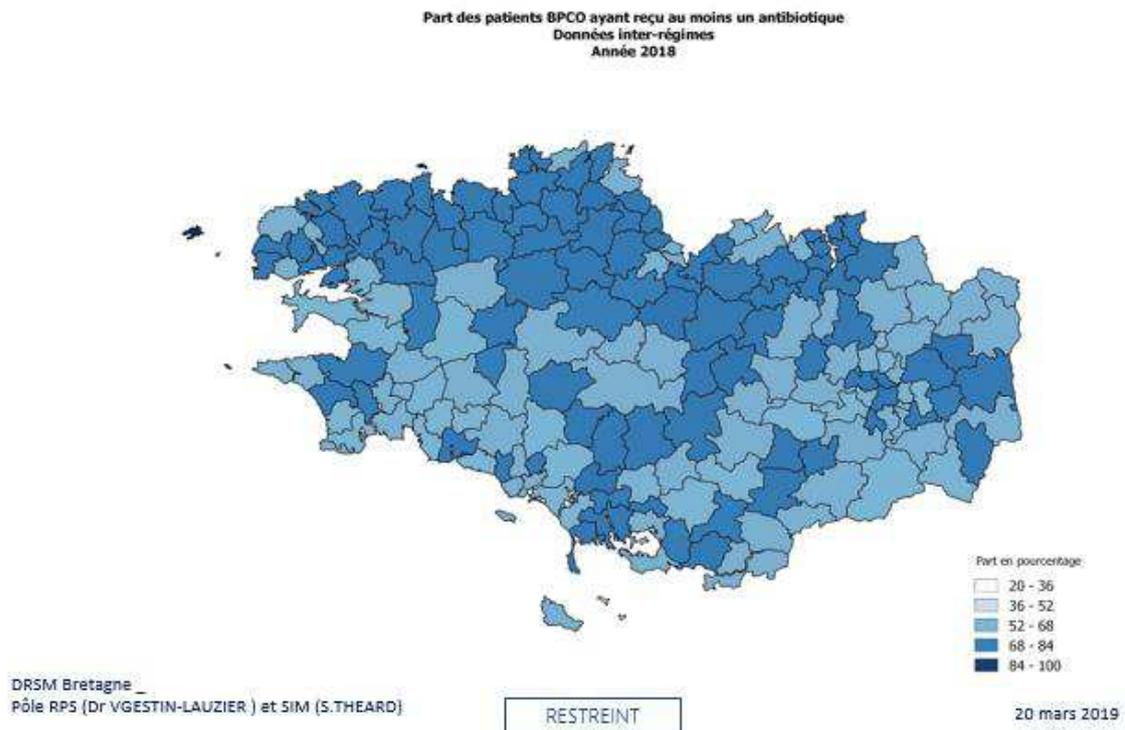 Part des patients BPCO ayant reçu au moins un antibiotique
Données inter-régimes
Année 2018
Part en pourcentage
20 - 36
36 - 52
52 - 68
68 - 84
84 - 100
DRSM Bretagne _
Pôle RPS (Dr VGESTIN-LAUZIER ) et SIM (S.THEARD)
RESTREINT
20 mars 2019